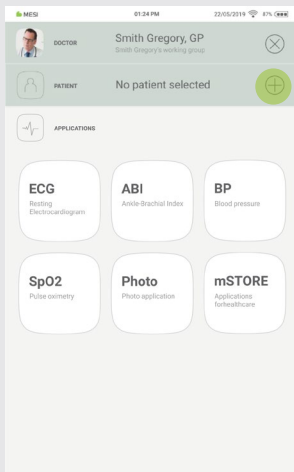 MESI 01:24 PM 22/05/2019 87%
DOCTOR Smith Gregory, GP
Smith Gregory's working group
PATIENT No patient selected
APPLICATIONS
ECG ABI BP
Resting Ankle-Brachial Index Blood pressure
Electrocardiogram
SpO2 Photo mSTORE
Pulse oximetry Photo application Applications
forhealthcare